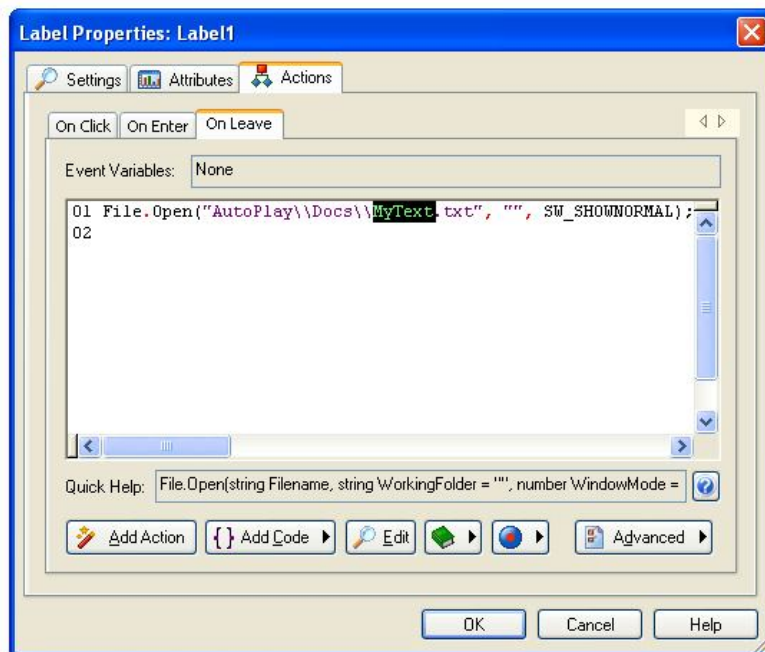 Label Properties: Label1
Settings Attributes Actions
On Click On Enter On Leave
Event Variables: None
01 File.Open("AutoPlay\\Docs\\MyText.txt", "", SW_SHOWNORMAL);
02
Quick Help: File.Open(string Filename, string WorkingFolder = "", number WindowMode =
Add Action { } Add Code Edit Advanced
OK Cancel Help